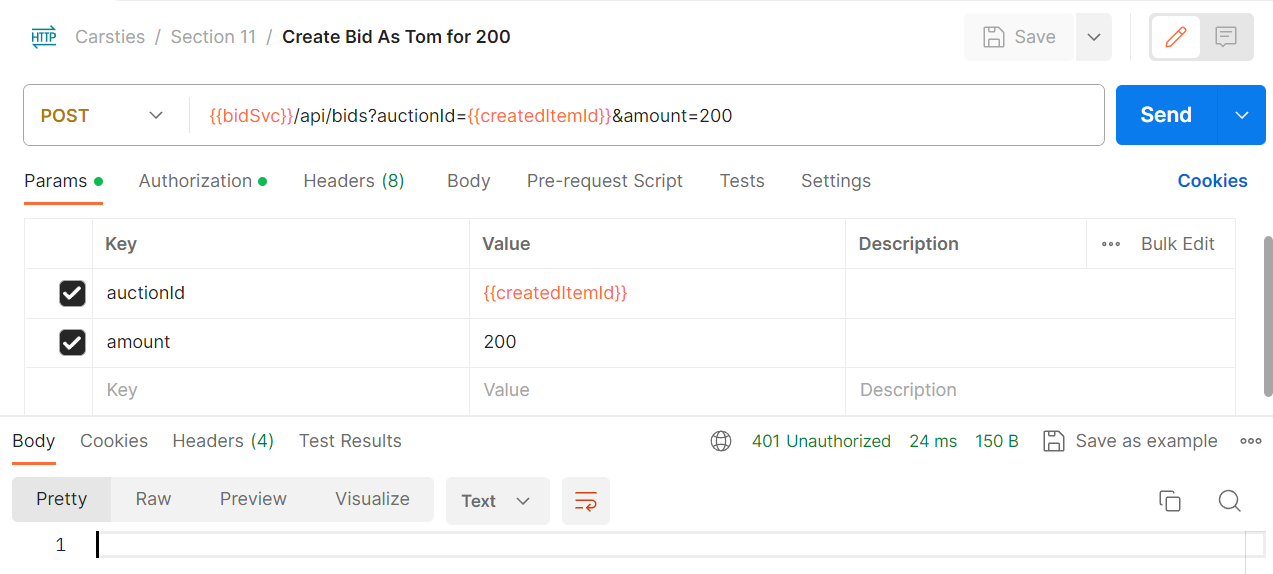 HTTP Carsties / Section 11 / Create Bid As Tom for 200 Save
POST {{bidSvc}}/api/bids?auctionId={{createdItemId}}&amount=200 Send
Params Authorization Headers (8) Body Pre-request Script Tests Settings Cookies
Key Value Description ••• Bulk Edit
auctionId {{createdItemId}}
amount 200
Key Value Description
Body Cookies Headers (4) Test Results 401 Unauthorized 24 ms 150 B Save as example
Pretty Raw Preview Visualize Text
1